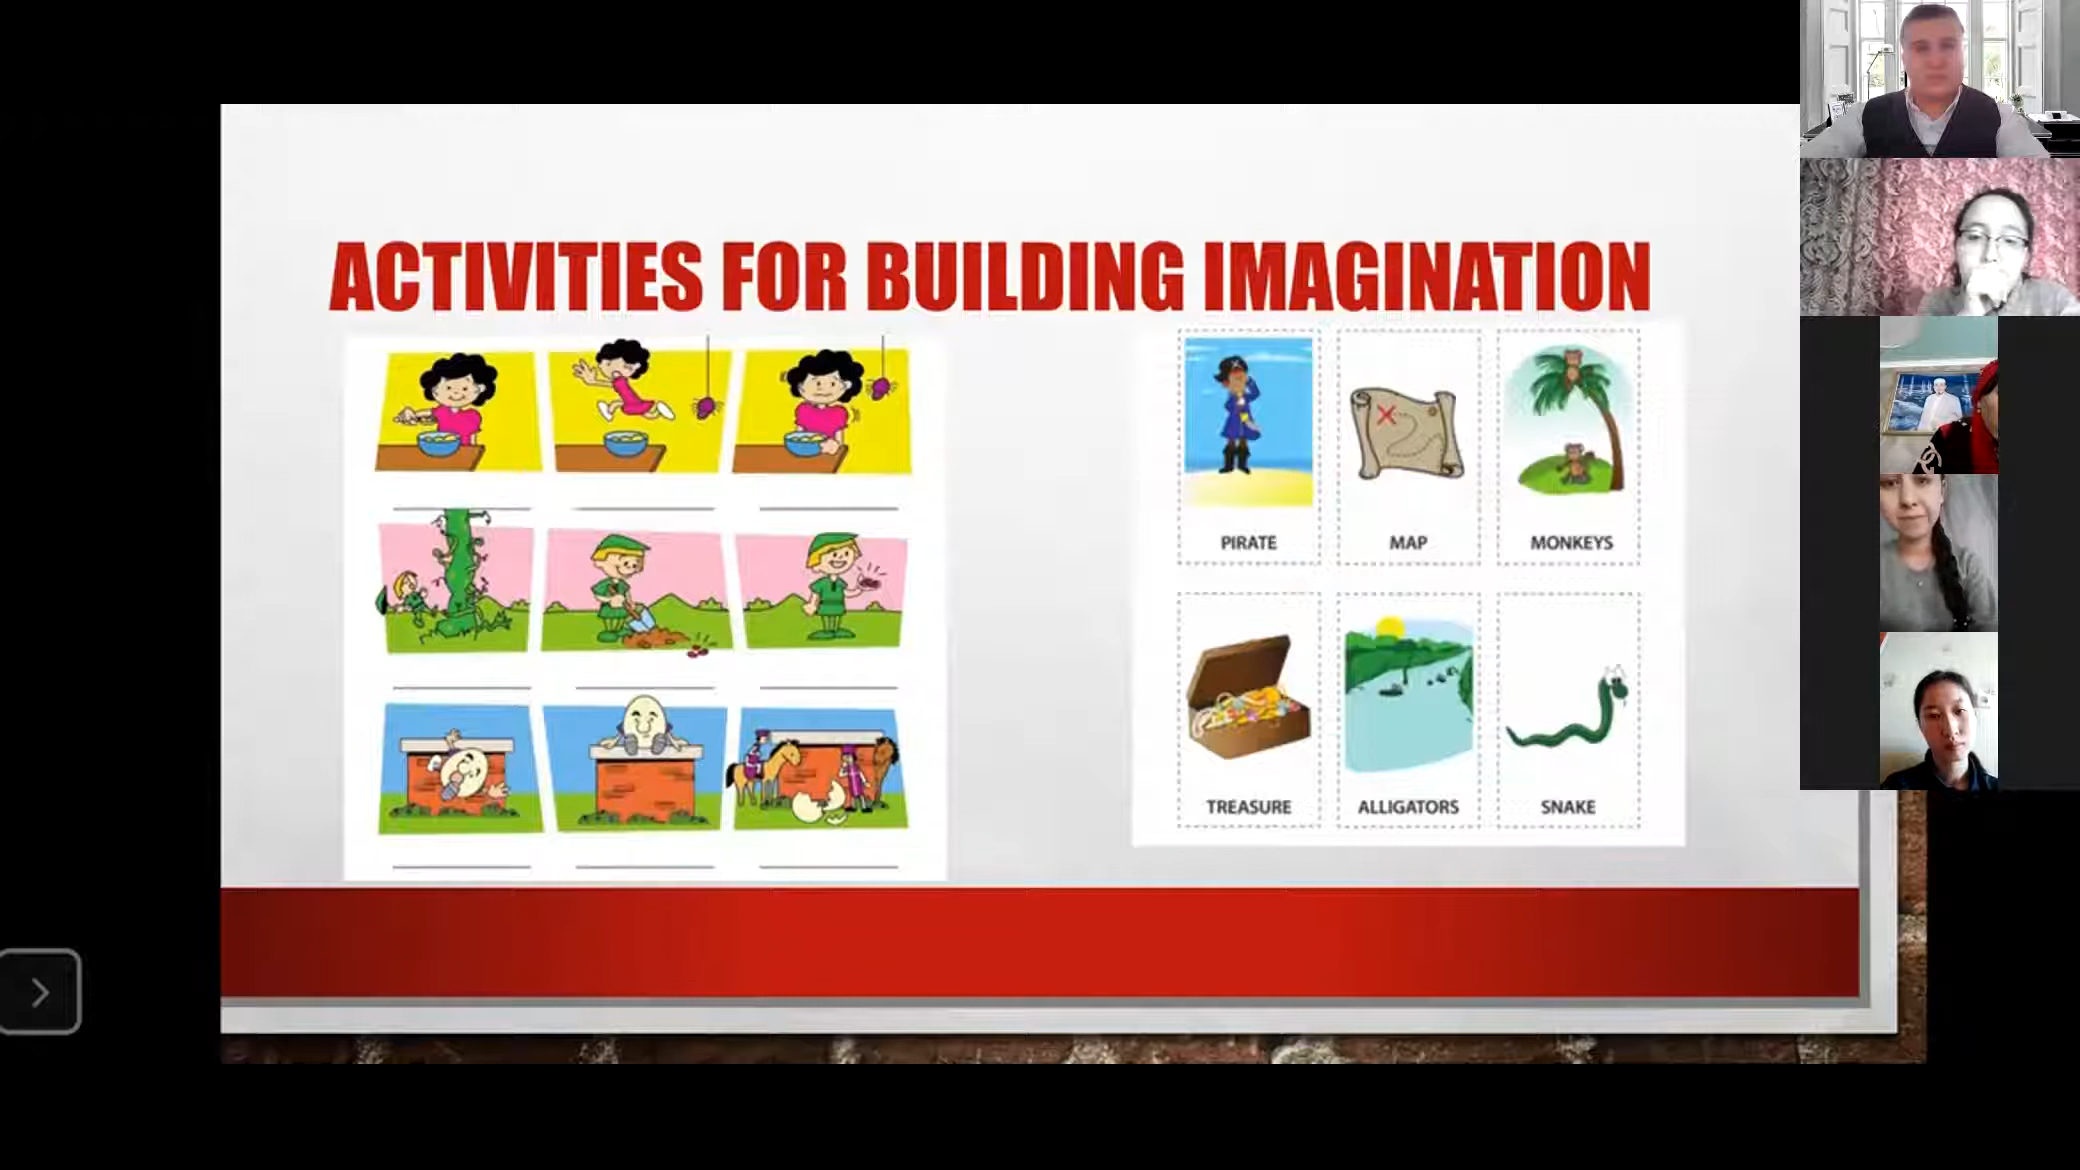 ACTIVITIES FOR BUILDING IMAGINATION
PIRATE
MAP
MONKEYS
TREASURE
ALLIGATORS
SNAKE